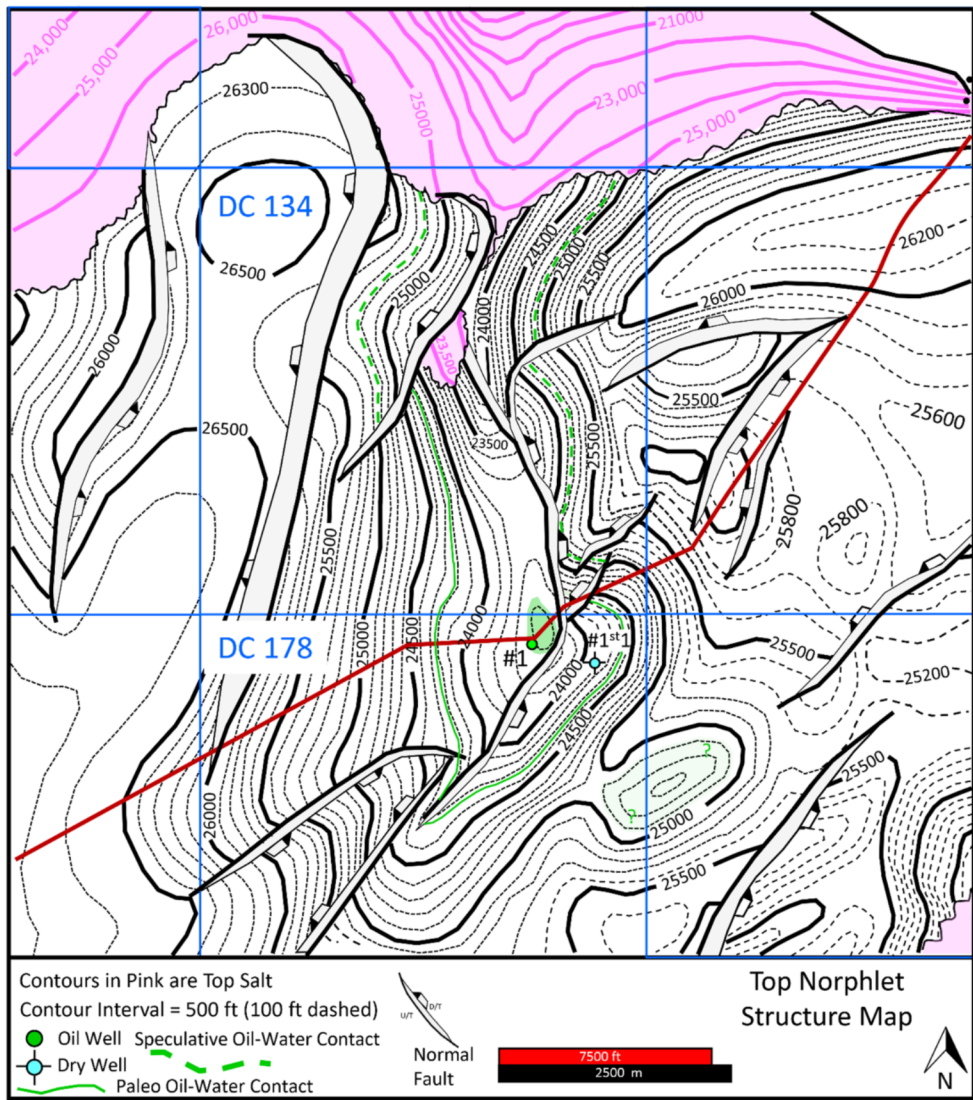 24,000
25,000
26,000
21000
23,000
25,000
25000
26300
DC 134
26500
26200
24500
25000
25500
25000
24000
26000
26000
23,500
25500
25600
26500
23500
25500
25500
25800
25800
DC 178
25000
24500
24000
#1
#1st1
24000
24500
25200
25500
?
?
26000
25000
25500
Contours in Pink are Top Salt
Contour Interval = 500 ft (100 ft dashed)
Oil Well Speculative Oil-Water Contact
Dry Well
Paleo Oil-Water Contact
D/T
U/T
Normal
Fault
7500 ft
2500 m
Top Norphlet
Structure Map
N